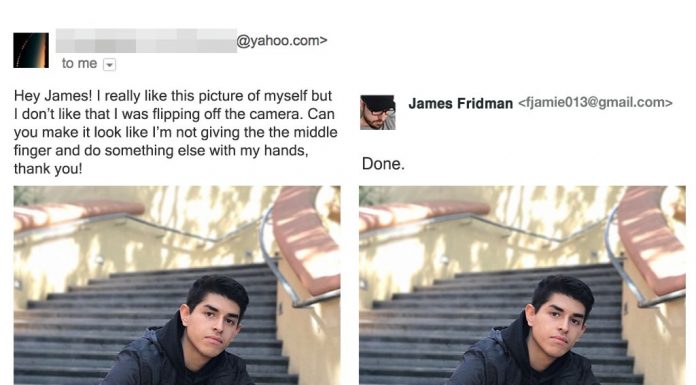 @yahoo.com>
to me
Hey James! I really like this picture of myself but
I don't like that I was flipping off the camera. Can
you make it look like I'm not giving the the middle
finger and do something else with my hands,
thank you!
James Fridman <fjamie013@gmail.com>
Done.